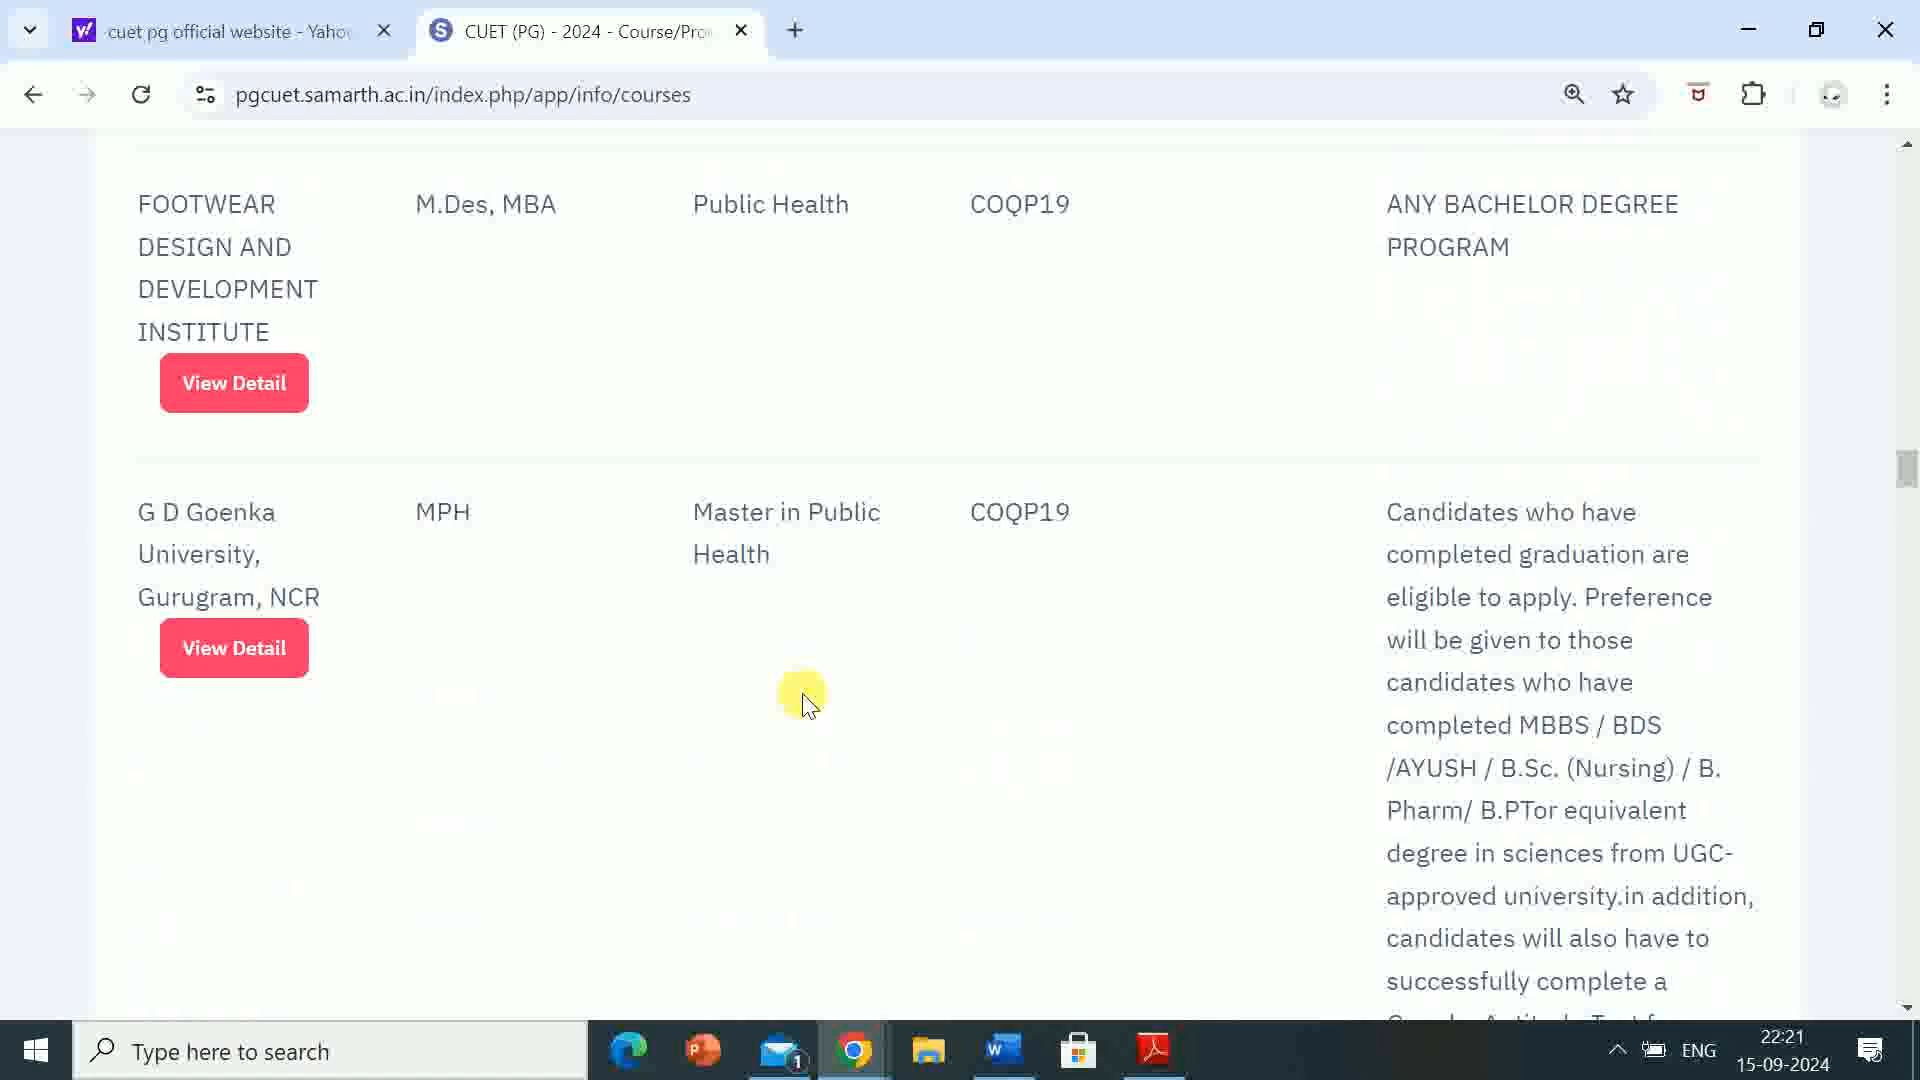 cuet pg official website - Yaho
CUET (PG) - 2024 - Course/Pro
pgcuet.samarth.ac.in/index.php/app/info/courses
FOOTWEAR
DESIGN AND
DEVELOPMENT
INSTITUTE
View Detail
M.Des, MBA
Public Health
COQP19
ANY BACHELOR DEGREE
PROGRAM
G D Goenka
University,
Gurugram, NCR
View Detail
MPH
Master in Public
Health
COQP19
Candidates who have
completed graduation are
eligible to apply. Preference
will be given to those
candidates who have
completed MBBS / BDS
/AYUSH / B.Sc. (Nursing) / B.
Pharm/ B.PTor equivalent
degree in sciences from UGC-
approved university.in addition,
candidates will also have to
successfully complete a
Type here to search
1
ENG
22:21
15-09-2024